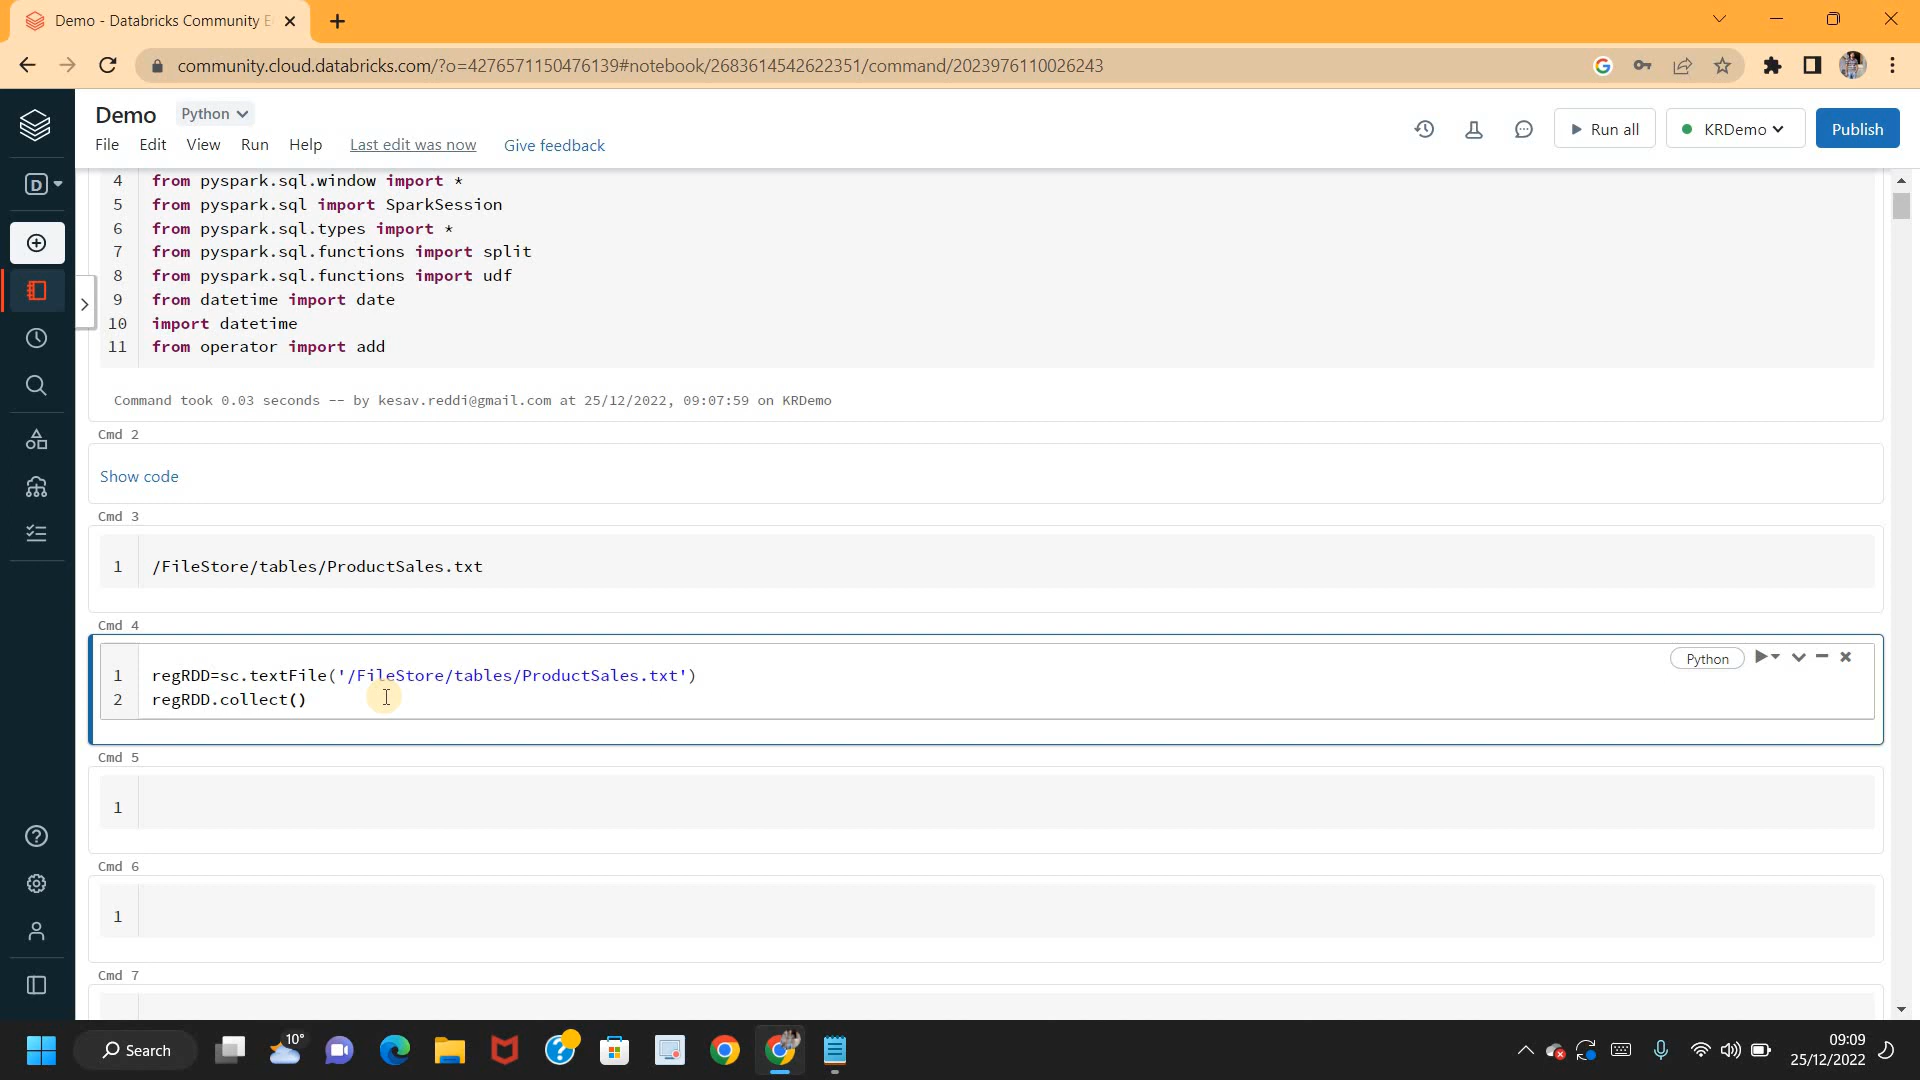 Demo - Databricks Community E
community.cloud.databricks.com/?o=4276571150476139#notebook/2683614542622351/command/2023976110026243
Demo
Python
File Edit View Run Help Last edit was now Give feedback
Run all
KRDemo
Publish
D
4 from pyspark.sql.window import *
5 from pyspark.sql import SparkSession
6 from pyspark.sql.types import *
7 from pyspark.sql.functions import split
8 from pyspark.sql.functions import udf
9 from datetime import date
10 import datetime
11 from operator import add
Command took 0.03 seconds -- by kesav.reddi@gmail.com at 25/12/2022, 09:07:59 on KRDemo
Cmd 2
Show code
Cmd 3
1 /FileStore/tables/ProductSales.txt
Cmd 4
Python
1 regRDD=sc.textFile('/FileStore/tables/ProductSales.txt')
2 regRDD.collect()
Cmd 5
1
Cmd 6
1
Cmd 7
Search
10°
09:09
25/12/2022